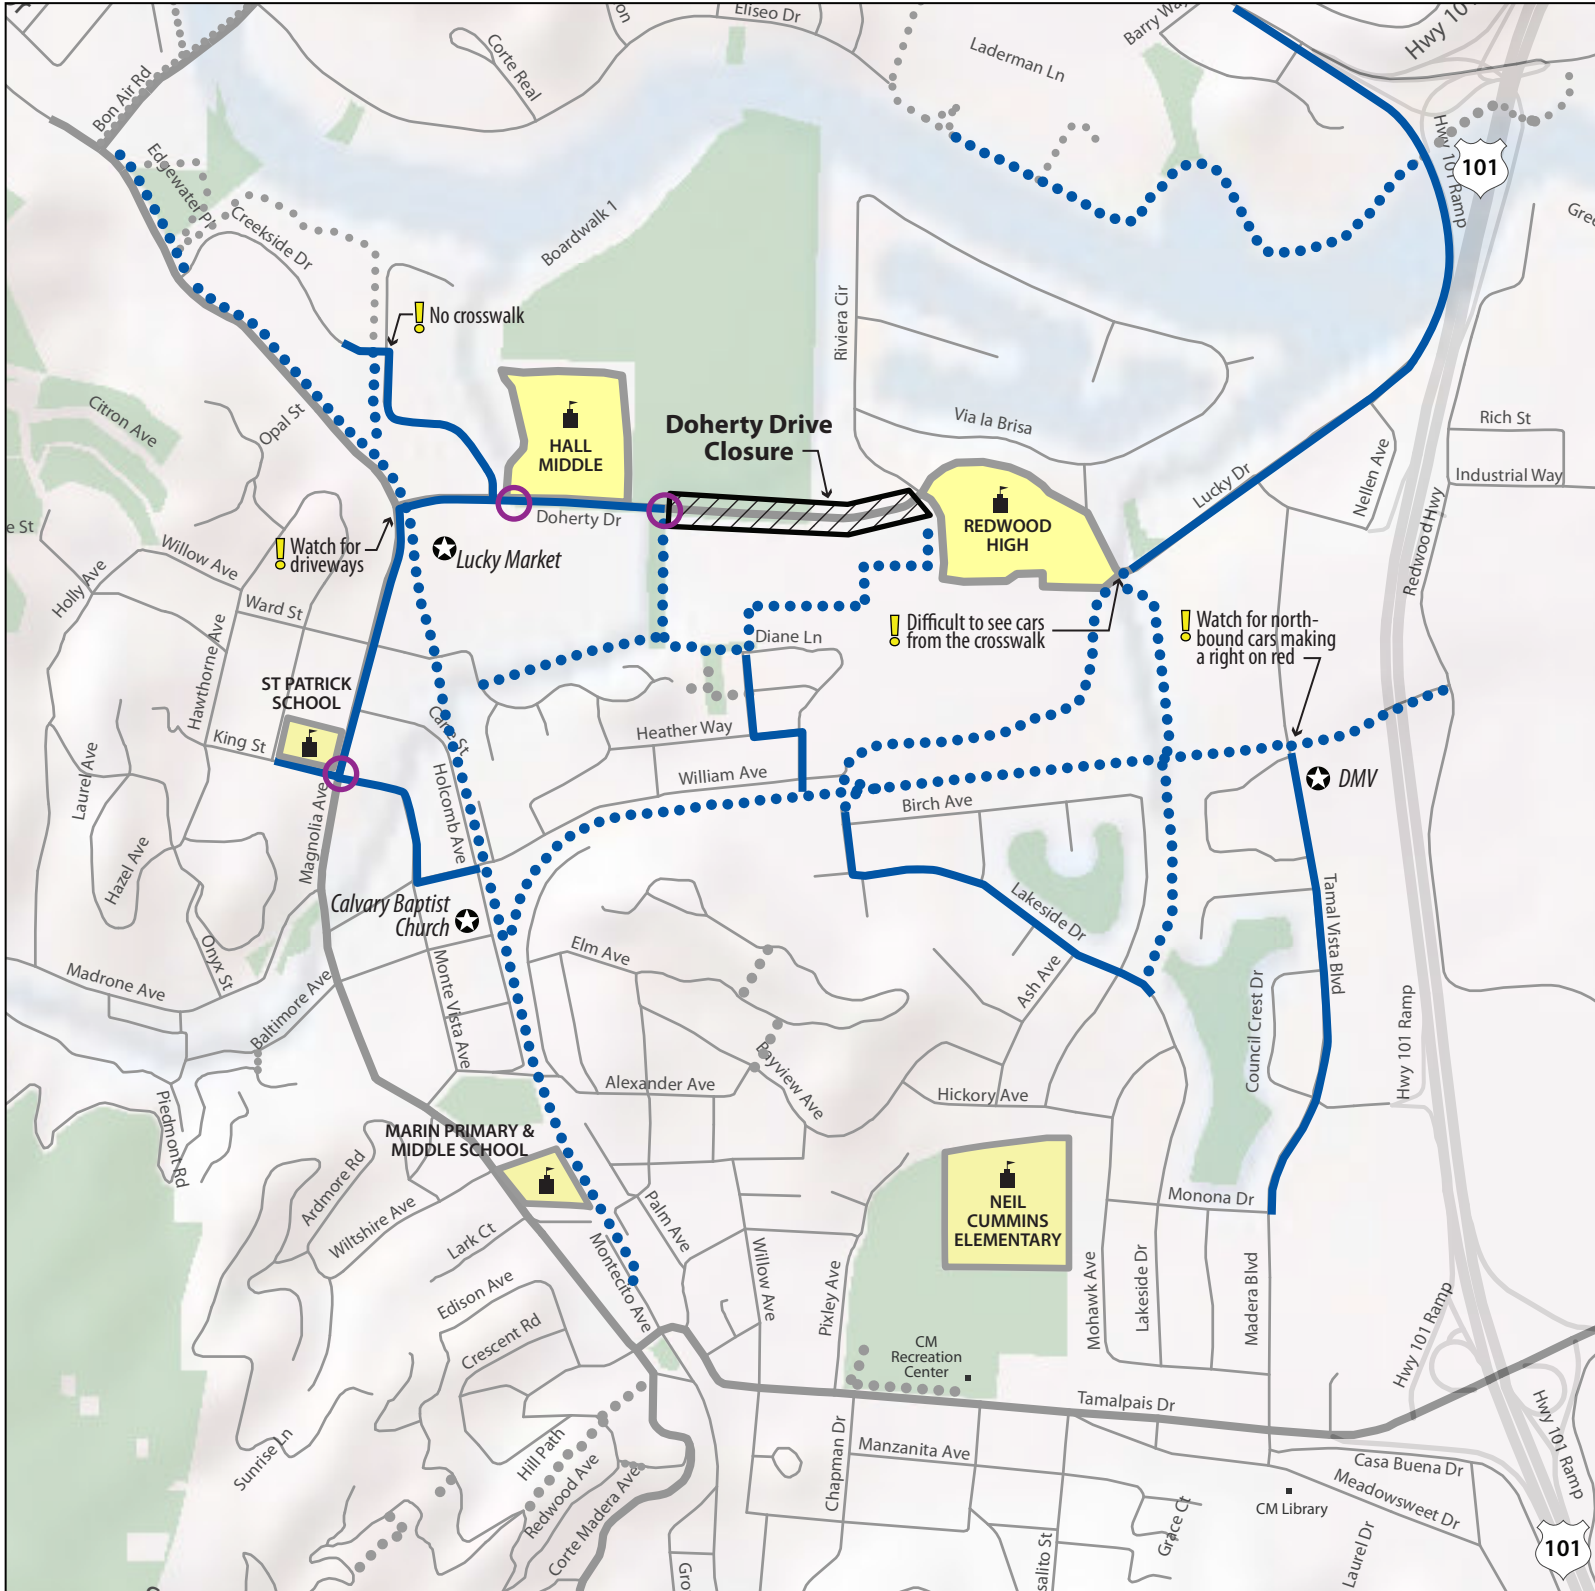 Eliseo Dr
Barry Way
Hwy 101
Corte Real
Laderman Ln
Bon Air Rd
Hwy 101 Ramp
101
Edgewater Pl
Creekside Dr
Boardwalk 1
No crosswalk
Riviera Cir
Citron Ave
Opal St
HALL
MIDDLE
Doherty Drive
Closure
Via la Brisa
Rich St
Industrial Way
Nellen Ave
Lucky Dr
Redwood Hwy
REDWOOD
HIGH
Doherty Dr
Watch for
driveways
Lucky Market
e St
Willow Ave
Holly Ave
Ward St
Hawthorne Ave
Difficult to see cars
from the crosswalk
Watch for north-
bound cars making
a right on red
Diane Ln
ST PATRICK
SCHOOL
King St
Cane St
Heather Way
William Ave
Laurel Ave
Holcomb Ave
DMV
Birch Ave
Hazel Ave
Magnolia Ave
Calvary Baptist
Church
Lakeside Dr
Tamal Vista Blvd
Onyx St
Elm Ave
Madrone Ave
Baltimore Ave
Monte Vista Ave
Ash Ave
Council Crest Dr
Hwy 101 Ramp
Bayview Ave
Alexander Ave
Hickory Ave
Piedmont Rd
MARIN PRIMARY &
MIDDLE SCHOOL
Ardmore Rd
Wiltshire Ave
Lark Ct
Palm Ave
NEIL
CUMMINS
ELEMENTARY
Monona Dr
Montecito Ave
Willow Ave
Pixley Ave
Mohawk Ave
Lakeside Dr
Madera Blvd
Edison Ave
Crescent Rd
CM
Recreation
Center
Hwy 101 Ramp
Tamalpais Dr
Hwy 101 Ramp
Sunrise Ln
Hill Path
Redwood Ave
Corte Madera Ave
Chapman Dr
Manzanita Ave
Casa Buena Dr
Meadowsweet Dr
CM Library
Grace Ct
Laurel Dr
salito St
Gro
101